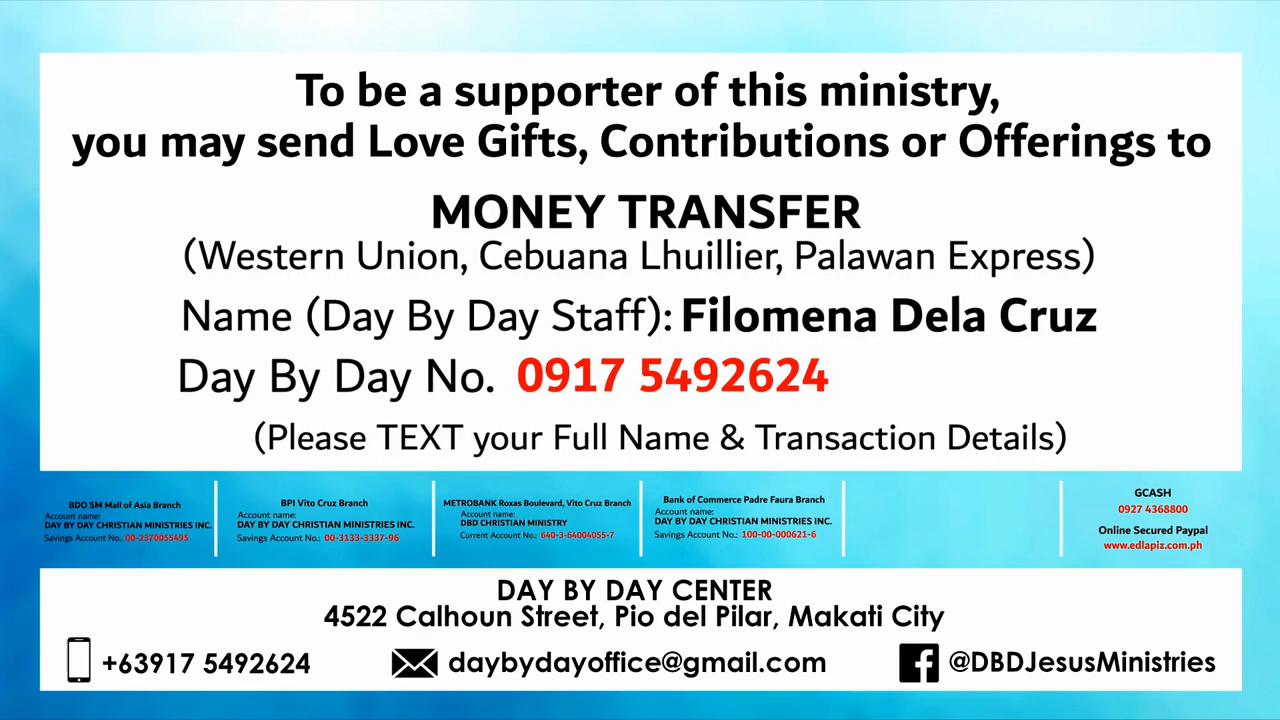 To be a supporter of this ministry,
you may send Love Gifts, Contributions or Offerings to
MONEY TRANSFER
(Western Union, Cebuana Lhuillier, Palawan Express)
Name (Day By Day Staff): Filomena Dela Cruz
Day By Day No. 0917 5492624
(Please TEXT your Full Name & Transaction Details)
BDO SM Mall of Asia Branch
Account name:
DAY BY DAY CHRISTIAN MINISTRIES INC.
Savings Account No.: 00-2370055495
BPI Vito Cruz Branch
Account name:
DAY BY DAY CHRISTIAN MINISTRIES INC.
Savings Account No.: 00-3133-3337-96
METROBANK Roxas Boulevard, Vito Cruz Branch
Account name:
DBD CHRISTIAN MINISTRY
Current Account No.: 640-3-64004055-7
Bank of Commerce Padre Faura Branch
Account name:
DAY BY DAY CHRISTIAN MINISTRIES INC.
Savings Account No.: 100-00-000621-6
GCASH
0927 4368800
Online Secured Paypal
www.edlapiz.com.ph
DAY BY DAY CENTER
4522 Calhoun Street, Pio del Pilar, Makati City
+63917 5492624
daybydayoffice@gmail.com
@DBDJesusMinistries